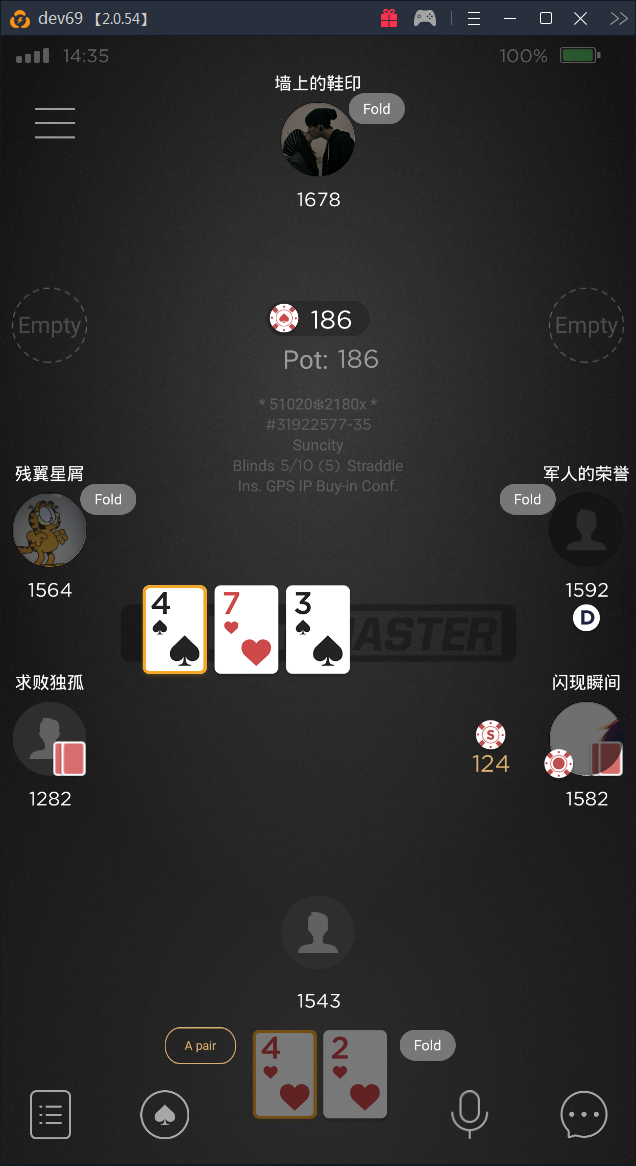 dev69 【2.0.54】
14:35
100%
墙上的鞋印
Fold
1678
Empty
Empty
186
Pot: 186
* 51020❄2180x *
#31922577-35
Suncity
Blinds 5/10 (5) Straddle
Ins. GPS IP Buy-in Conf.
残翼星屑
Fold
1564
军人的荣誉
Fold
1592
D
4
7
3
ASTER
求败独孤
1282
闪现瞬间
S
124
1582
1543
A pair
4
2
Fold